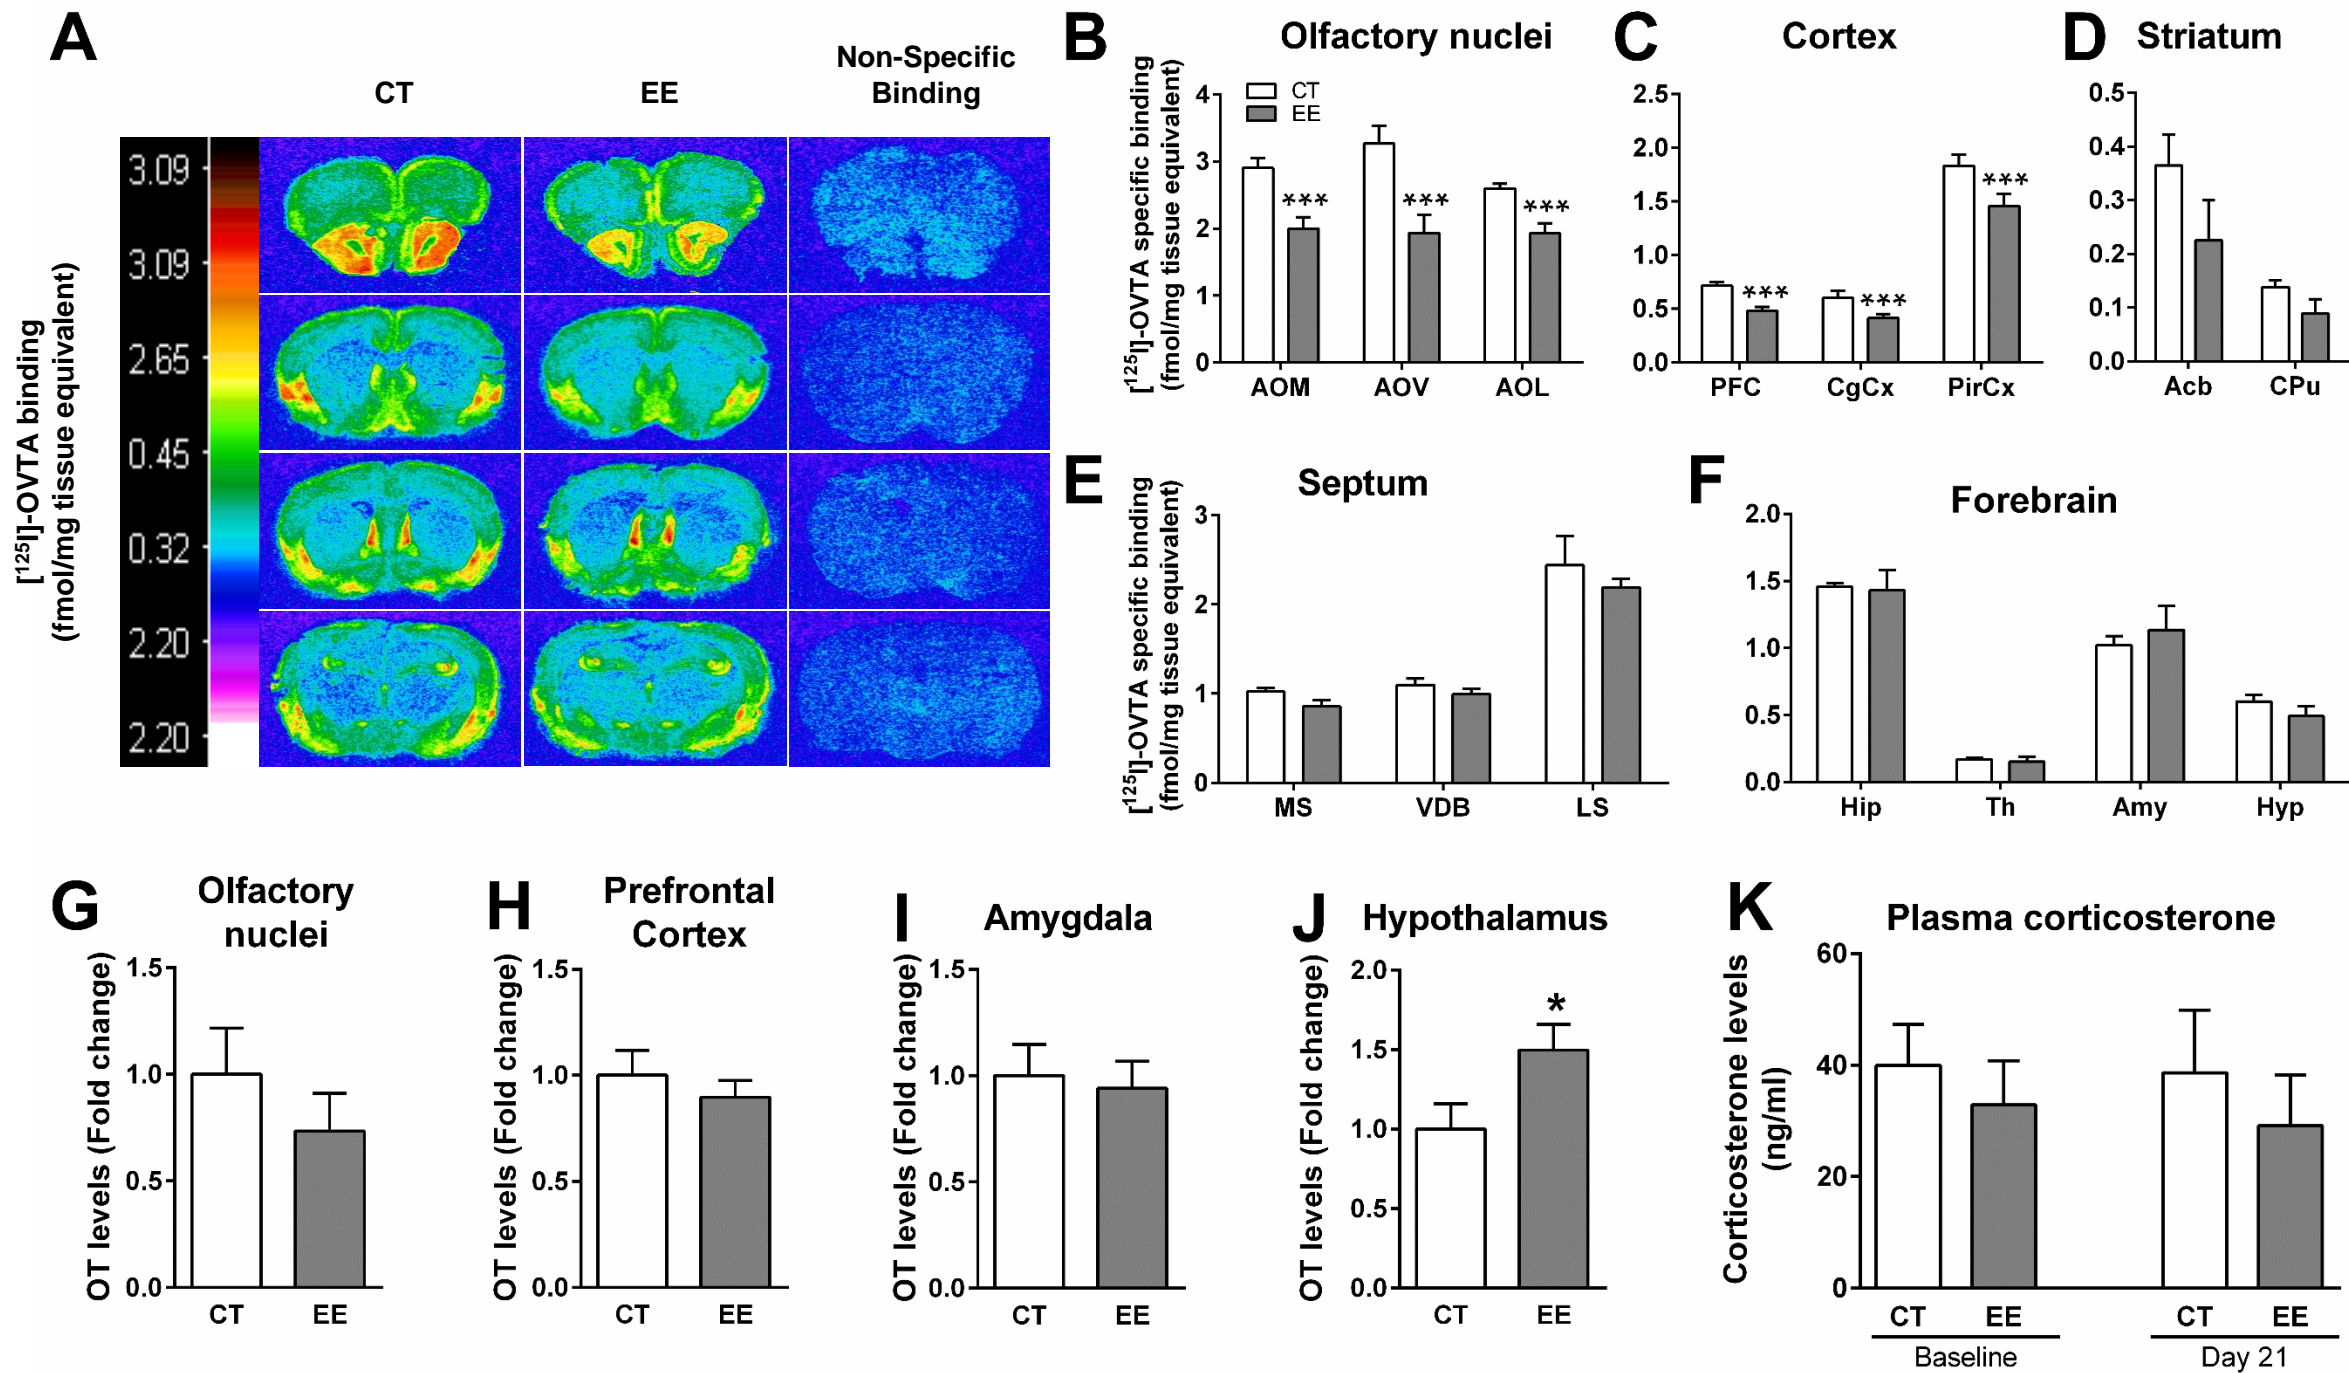 A
CT
EE
Non-Specific
Binding
[125I]-OVTA binding
(fmol/mg tissue equivalent)
3.09
3.09
2.65
0.45
0.32
2.20
2.20
B
Olfactory nuclei
[125I]-OVTA specific binding
(fmol/mg tissue equivalent)
CT
EE
4
3
2
1
0
***
***
***
AOM
AOV
AOL
C
Cortex
2.5
2.0
1.5
1.0
0.5
0.0
***
***
***
PFC
CgCx
PirCx
D
Striatum
0.5
0.4
0.3
0.2
0.1
0.0
Acb
CPu
E
Septum
[125I]-OVTA specific binding
(fmol/mg tissue equivalent)
3
2
1
0
MS
VDB
LS
F
Forebrain
2.0
1.5
1.0
0.5
0.0
Hip
Th
Amy
Hyp
G
Olfactory
nuclei
OT levels (Fold change)
1.5
1.0
0.5
0.0
CT
EE
H
Prefrontal
Cortex
OT levels (Fold change)
1.5
1.0
0.5
0.0
CT
EE
I
Amygdala
OT levels (Fold change)
1.5
1.0
0.5
0.0
CT
EE
J
Hypothalamus
OT levels (Fold change)
2.0
1.5
1.0
0.5
0.0
*
CT
EE
K
Plasma corticosterone
Corticosterone levels
(ng/ml)
60
40
20
0
CT
EE
CT
EE
Baseline
Day 21